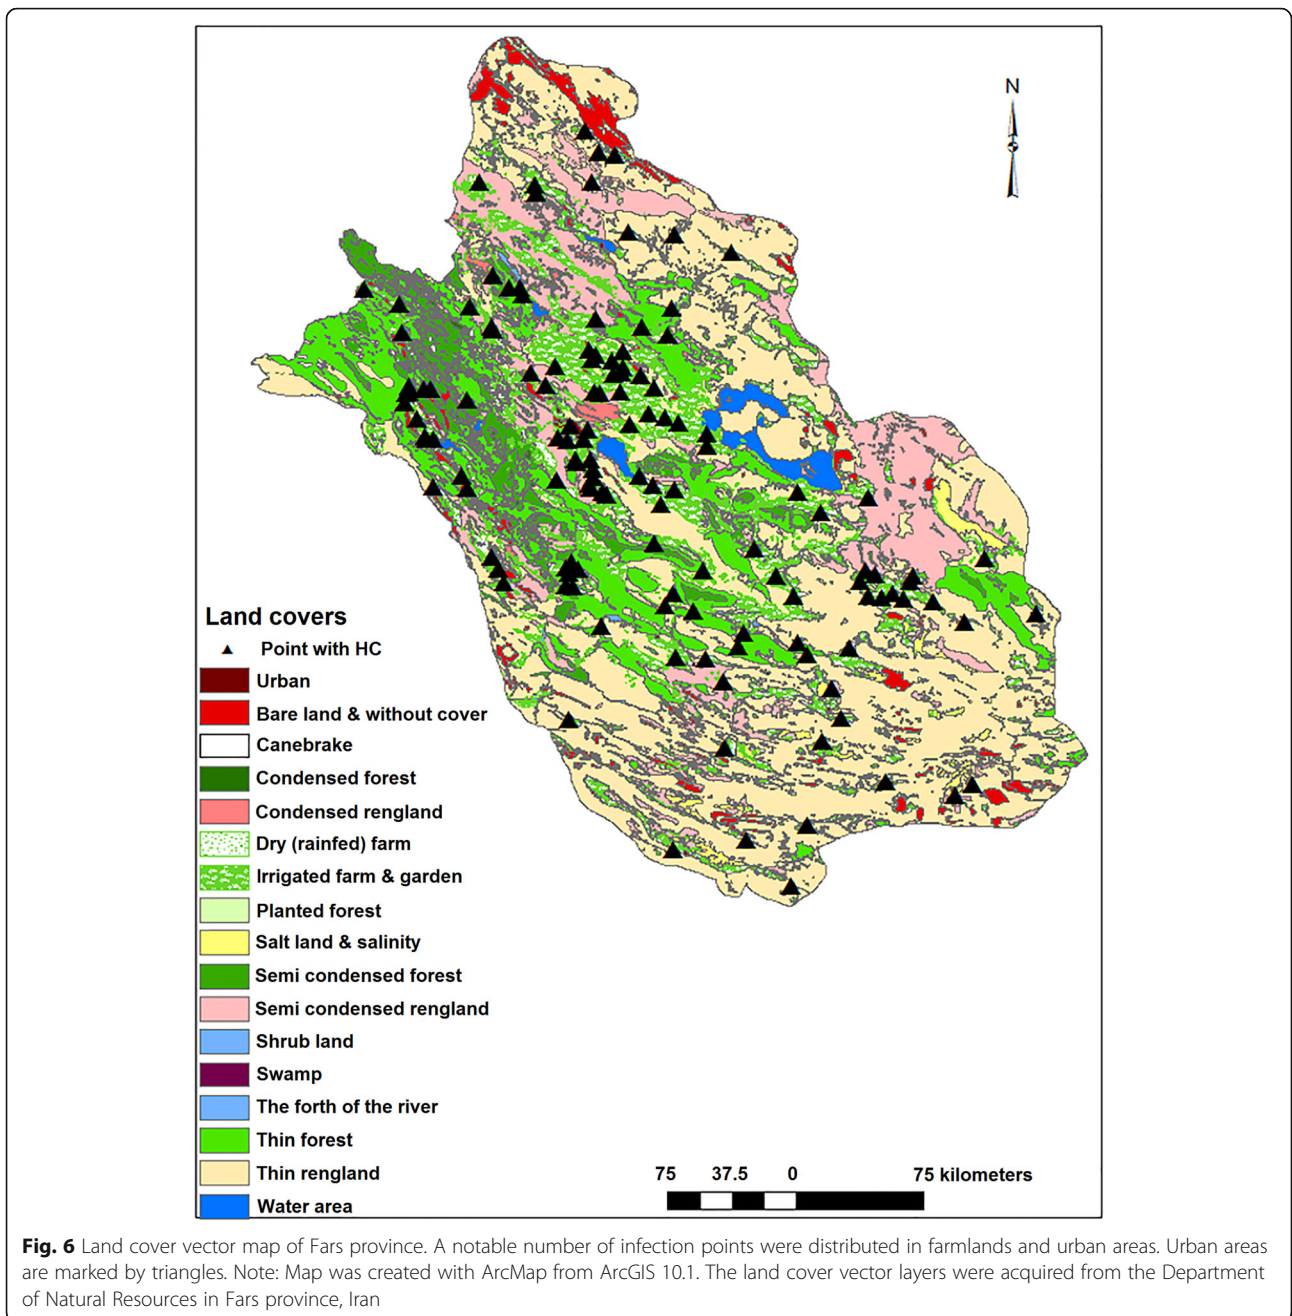 N
Land covers
Point with HC
Urban
Bare land & without cover
Canebrake
Condensed forest
Condensed rengland
Dry (rainfed) farm
Irrigated farm & garden
Planted forest
Salt land & salinity
Semi condensed forest
Semi condensed rengland
Shrub land
Swamp
The forth of the river
Thin forest
Thin rengland
Water area
75 37.5 0 75 kilometers
Fig. 6 Land cover vector map of Fars province. A notable number of infection points were distributed in farmlands and urban areas. Urban areas
are marked by triangles. Note: Map was created with ArcMap from ArcGIS 10.1. The land cover vector layers were acquired from the Department
of Natural Resources in Fars province, Iran